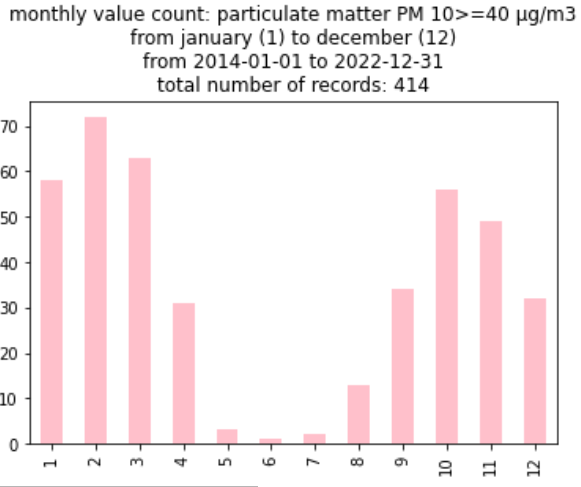 monthly value count: particulate matter PM 10>=40 µg/m3
from january (1) to december (12)
from 2014-01-01 to 2022-12-31
total number of records: 414
70
60
50
40
30
20
10
0
1 2 3 4 5 6 7 8 9 10 11 12